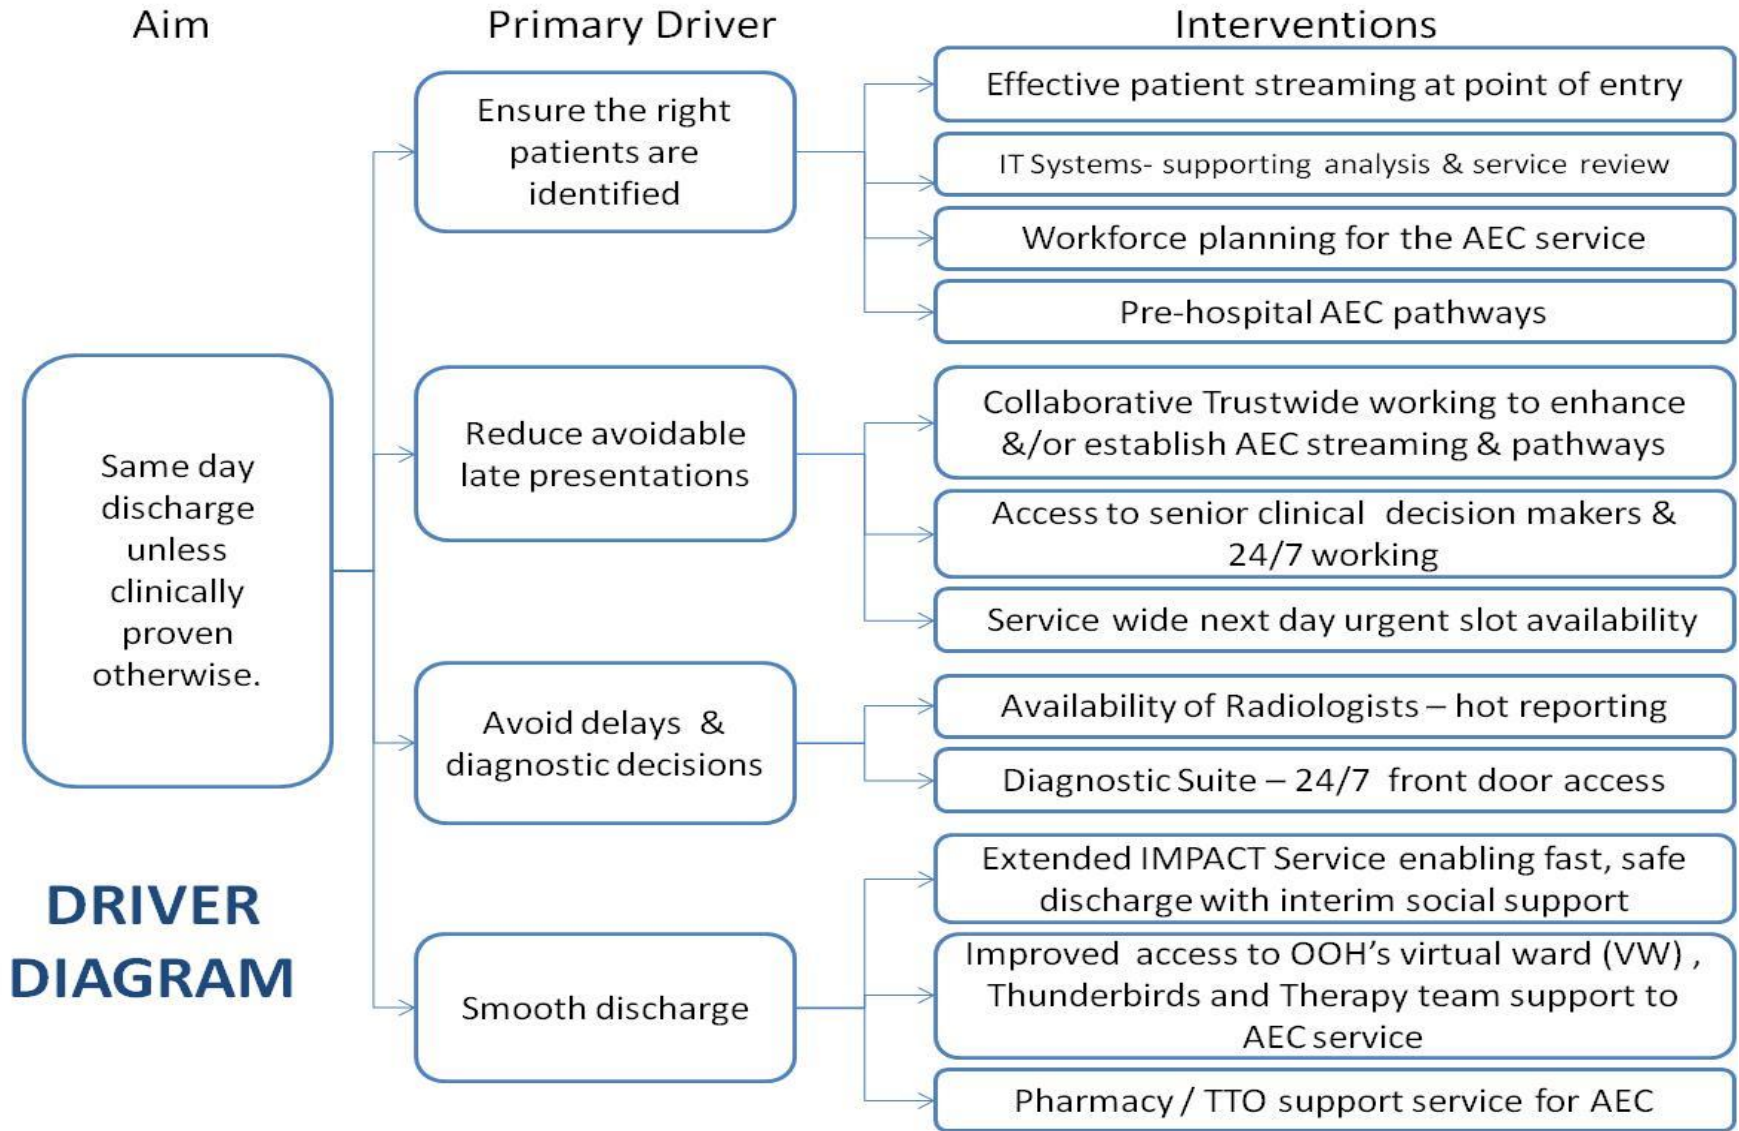 Aim
Primary Driver
Interventions
Same day
discharge
unless
clinically
proven
otherwise.
Ensure the right
patients are
identified
Effective patient streaming at point of entry
IT Systems- supporting analysis & service review
Workforce planning for the AEC service
Pre-hospital AEC pathways
Reduce avoidable
late presentations
Collaborative Trustwide working to enhance
&/or establish AEC streaming & pathways
Access to senior clinical decision makers &
24/7 working
Service wide next day urgent slot availability
Avoid delays &
diagnostic decisions
Availability of Radiologists – hot reporting
Diagnostic Suite – 24/7 front door access
Smooth discharge
Extended IMPACT Service enabling fast, safe
discharge with interim social support
Improved access to OOH's virtual ward (VW) ,
Thunderbirds and Therapy team support to
AEC service
Pharmacy / TTO support service for AEC
DRIVER
DIAGRAM